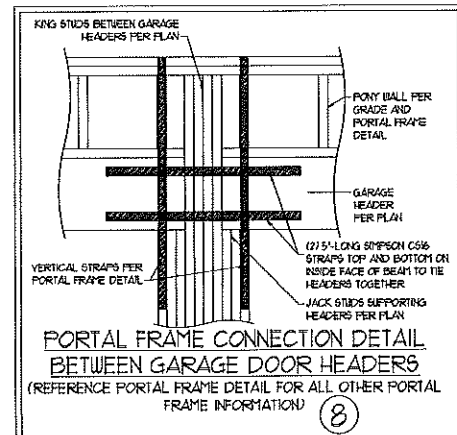 KING STUDS BETWEEN GARAGE
HEADERS PER PLAN
PONY WALL PER
GRADE AND
PORTAL FRAME
DETAIL
GARAGE
HEADER
PER PLAN
(2) 5'-LONG SIMPSON CS16
STRAPS TOP AND BOTTOM ON
INSIDE FACE OF BEAM TO TIE
HEADERS TOGETHER
VERTICAL STRAPS PER
PORTAL FRAME DETAIL
JACK STUDS SUPPORTING
HEADERS PER PLAN
PORTAL FRAME CONNECTION DETAIL
BETWEEN GARAGE DOOR HEADERS
(REFERENCE PORTAL FRAME DETAIL FOR ALL OTHER PORTAL
FRAME INFORMATION)
8